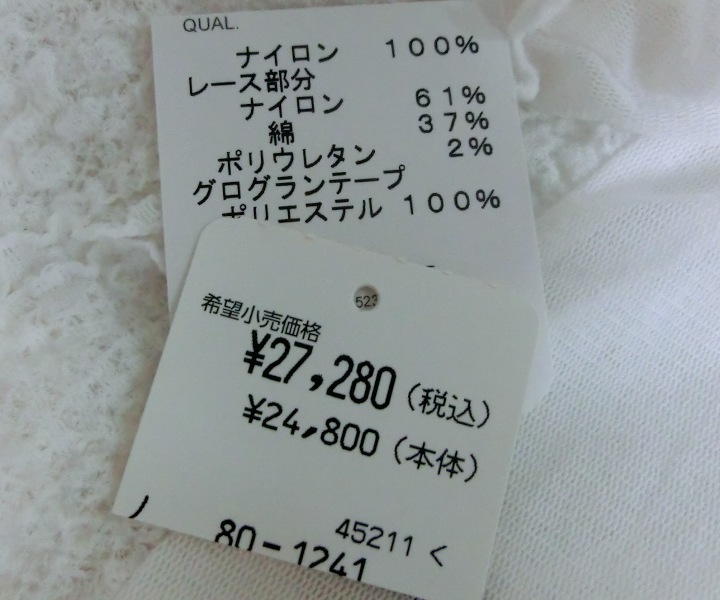 QUAL.
ナイロン 100%
レース部分
ナイロン 61%
綿 37%
ポリウレタン 2%
グログランテープ
ポリエステル 100%
523
希望小売価格
¥27,280 (税込)
¥24,800 (本体)
45211 <
80-1241